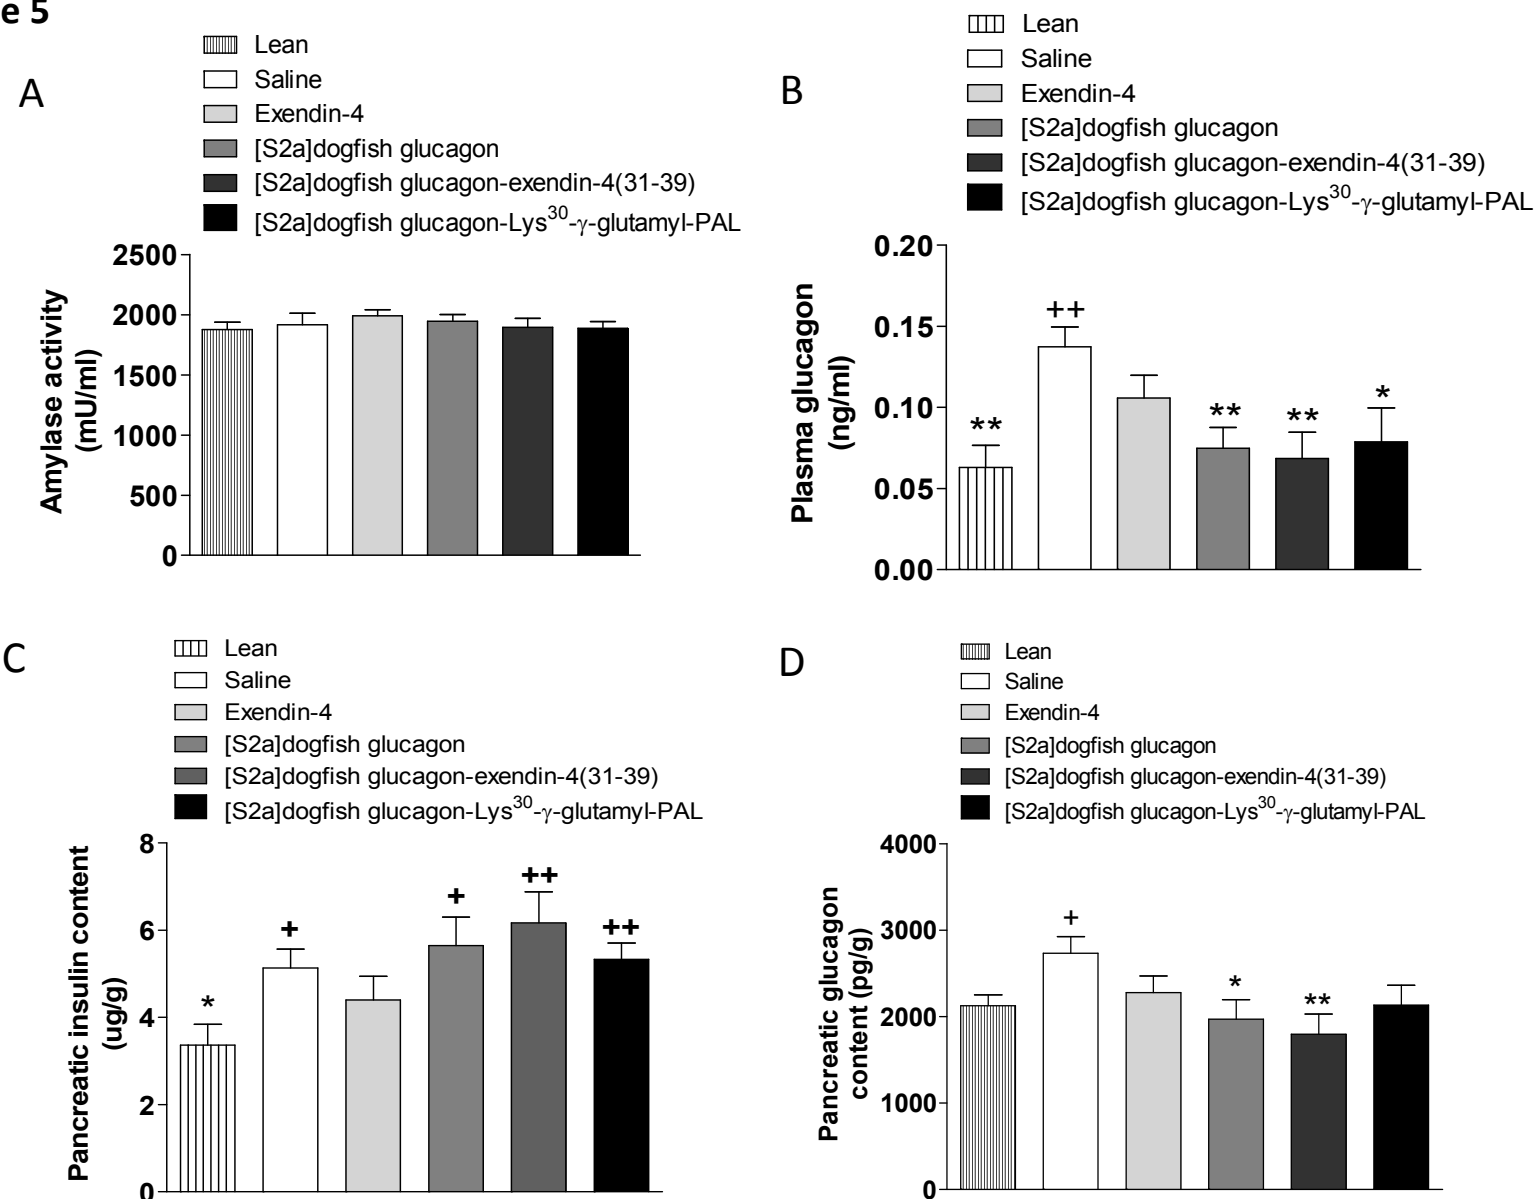 e 5
A
Lean
Saline
Exendin-4
[S2a]dogfish glucagon
[S2a]dogfish glucagon-exendin-4(31-39)
[S2a]dogfish glucagon-Lys30-γ-glutamyl-PAL
2500
2000
1500
1000
500
0
Amylase activity
(mU/ml)
B
Lean
Saline
Exendin-4
[S2a]dogfish glucagon
[S2a]dogfish glucagon-exendin-4(31-39)
[S2a]dogfish glucagon-Lys30-γ-glutamyl-PAL
0.20
0.15
0.10
0.05
0.00
Plasma glucagon
(ng/ml)
** ++ ** ** *
C
Lean
Saline
Exendin-4
[S2a]dogfish glucagon
[S2a]dogfish glucagon-exendin-4(31-39)
[S2a]dogfish glucagon-Lys30-γ-glutamyl-PAL
8
6
4
2
0
Pancreatic insulin content
(ug/g)
* + + ++ ++
D
Lean
Saline
Exendin-4
[S2a]dogfish glucagon
[S2a]dogfish glucagon-exendin-4(31-39)
[S2a]dogfish glucagon-Lys30-γ-glutamyl-PAL
4000
3000
2000
1000
0
Pancreatic glucagon
content (pg/g)
+ * **